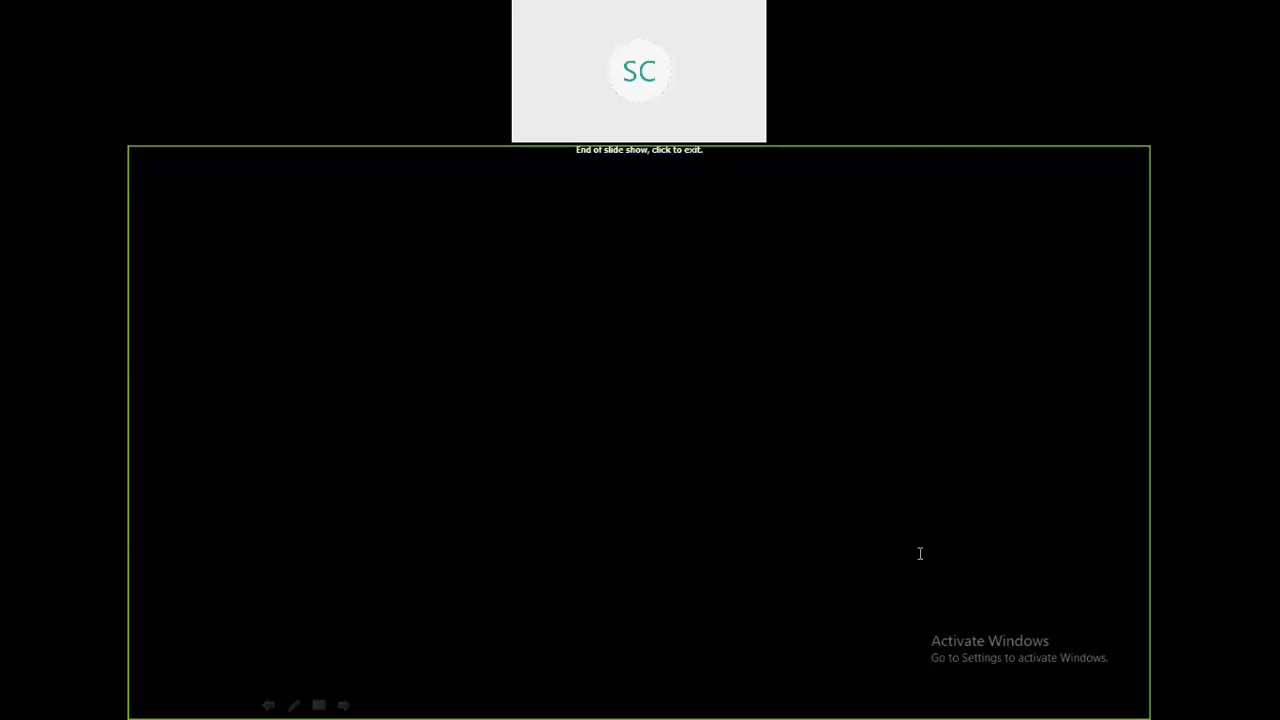 SC
End of slide show, click to exit.
Activate Windows
Go to Settings to activate Windows.